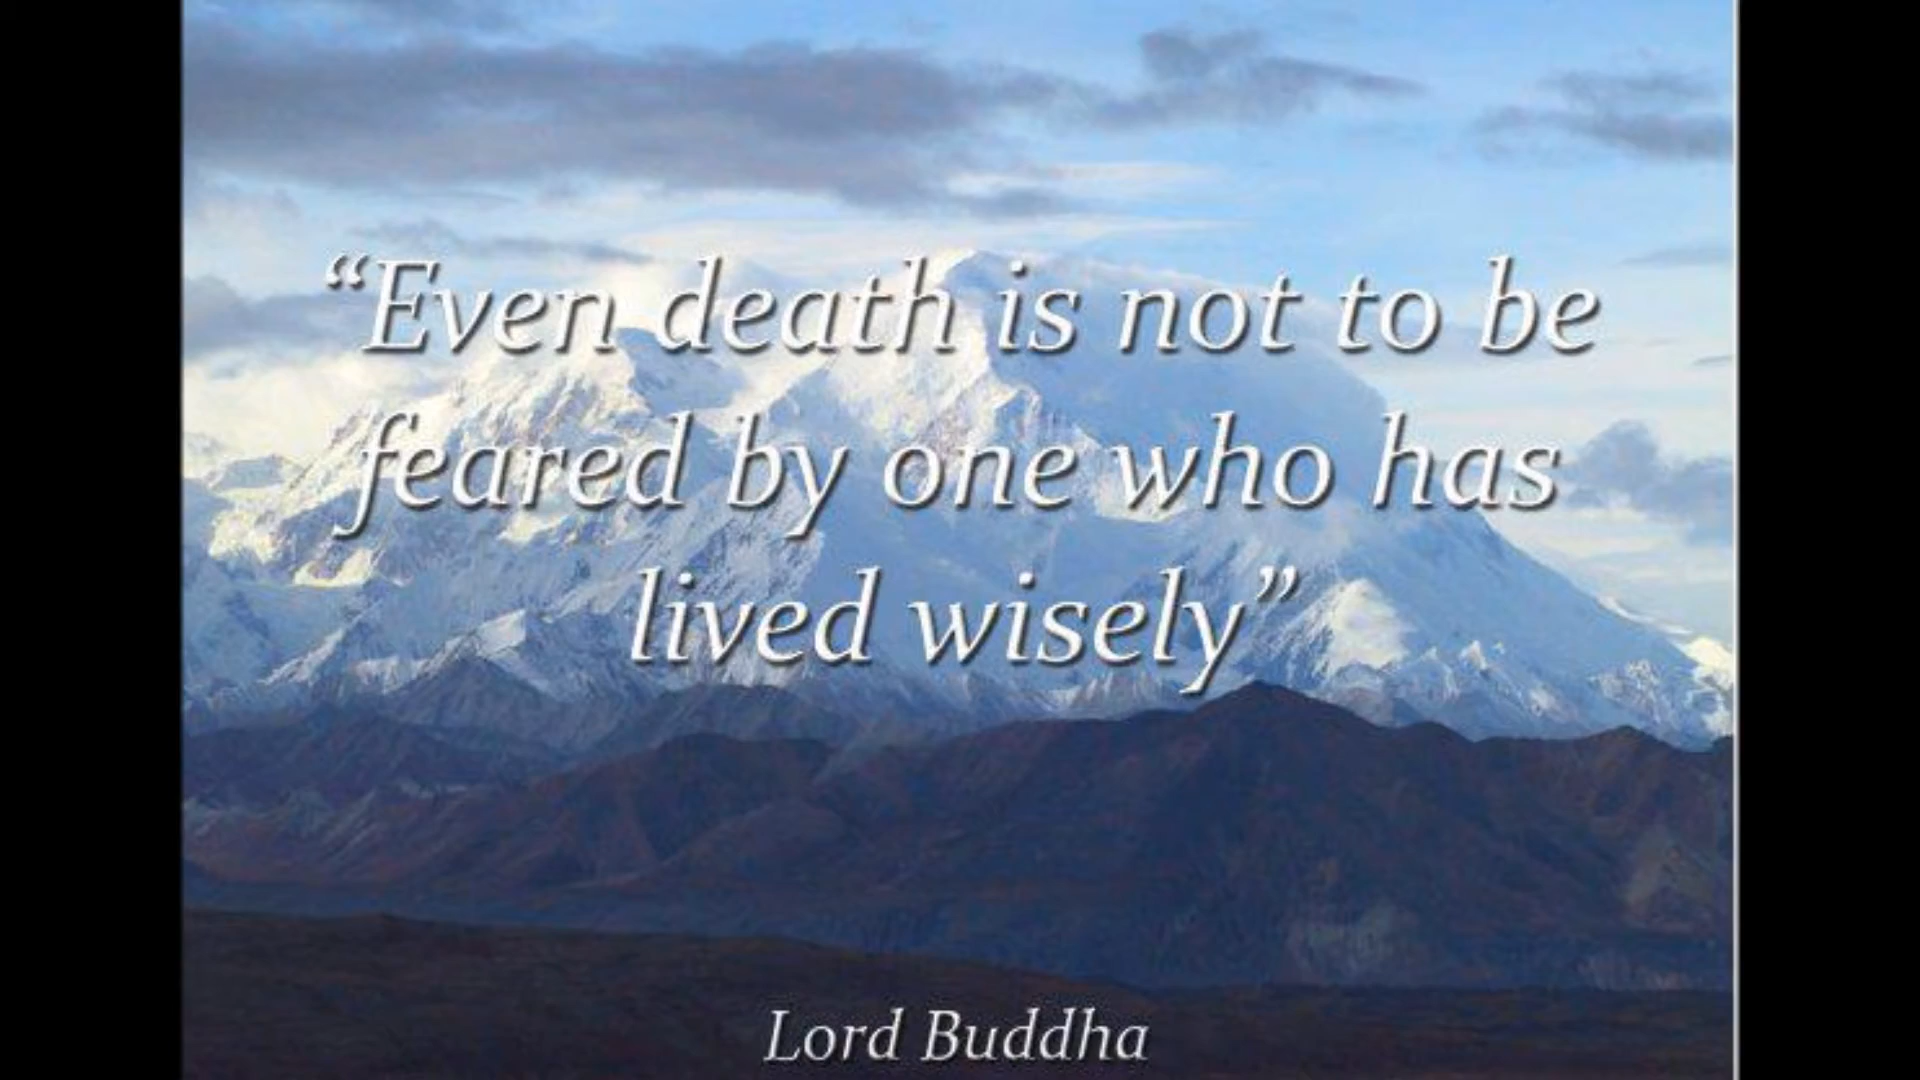 “Even death is not to be
feared by one who has
lived wisely”
Lord Buddha